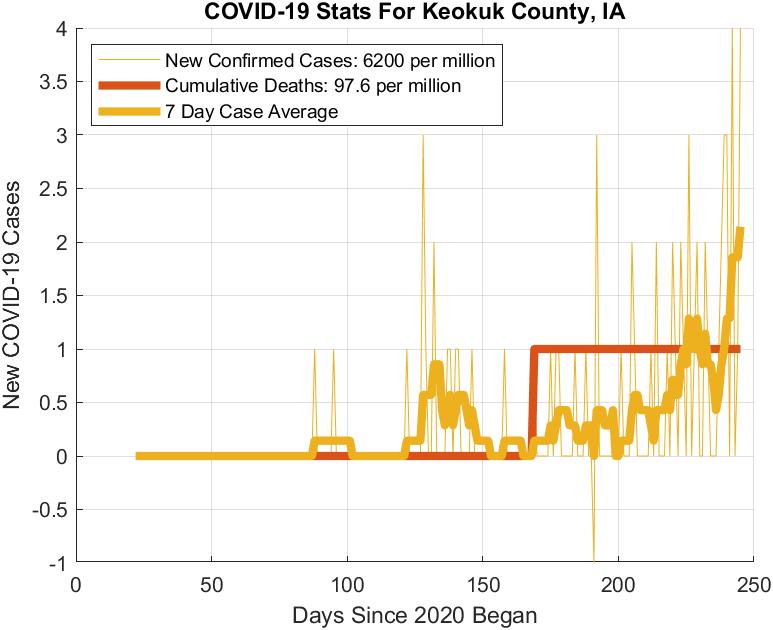 COVID-19 Stats For Keokuk County, IA
New Confirmed Cases: 6200 per million
Cumulative Deaths: 97.6 per million
7 Day Case Average
New COVID-19 Cases
4
3.5
3
2.5
2
1.5
1
0.5
0
-0.5
-1
0 50 100 150 200 250
Days Since 2020 Began